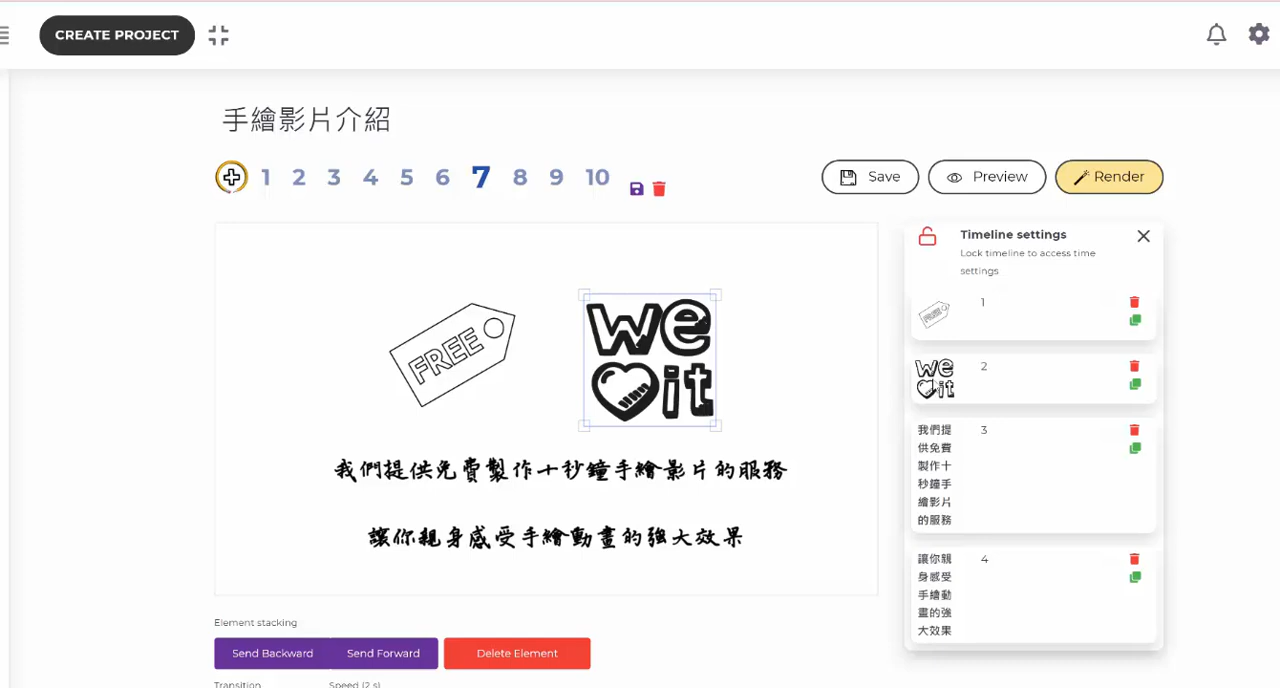 CREATE PROJECT
手繪影片介紹
1 2 3 4 5 6 7 8 9 10
Save
Preview
Render
FREE
we
it
我們提供免費製作十秒鐘手繪影片的服務
讓你親身感受手繪動畫的強大效果
Timeline settings
Lock timeline to access time
settings
FREE
1
we
it
2
我們提
供免費
製作十
秒鐘手
繪影片
的服務
3
讓你親
身感受
手繪動
畫的強
大效果
4
Element stacking
Send Backward
Send Forward
Delete Element
Transition
Speed (2 s)